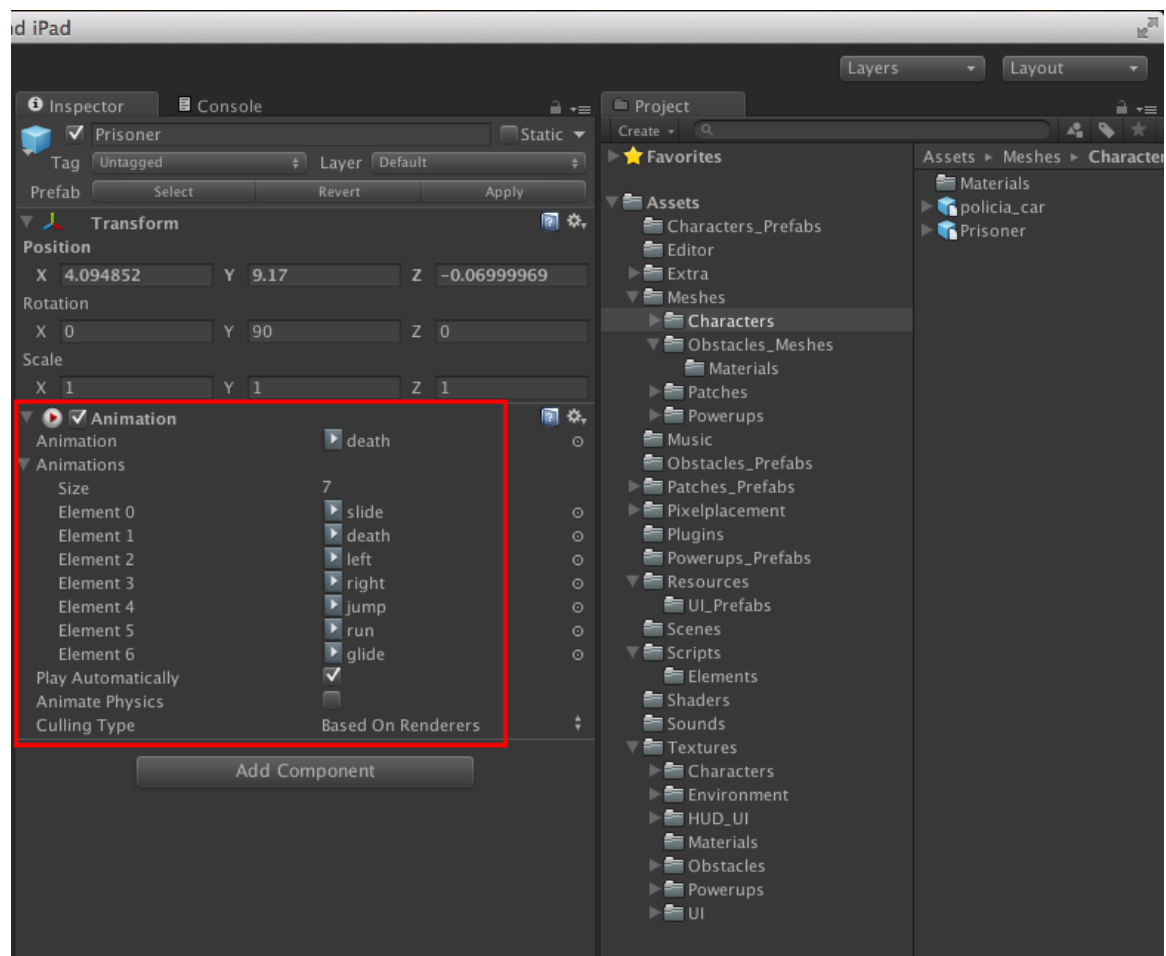 nd iPad
Layers
Layout
Inspector
Console
Prisoner
Static
Tag Untagged Layer Default
Prefab Select Revert Apply
Transform
Position
X 4.094852 Y 9.17 Z -0.06999969
Rotation
X 0 Y 90 Z 0
Scale
X 1 Y 1 Z 1
Animation
Animation death
Animations
Size 7
Element 0 slide
Element 1 death
Element 2 left
Element 3 right
Element 4 jump
Element 5 run
Element 6 glide
Play Automatically
Animate Physics
Culling Type Based On Renderers
Add Component
Project
Create
Favorites
Assets
Characters_Prefabs
Editor
Extra
Meshes
Characters
Obstacles_Meshes
Materials
Patches
Powerups
Music
Obstacles_Prefabs
Patches_Prefabs
Pixelplacement
Plugins
Powerups_Prefabs
Resources
UI_Prefabs
Scenes
Scripts
Elements
Shaders
Sounds
Textures
Characters
Environment
HUD_UI
Materials
Obstacles
Powerups
UI
Assets Meshes Character
Materials
policia_car
Prisoner